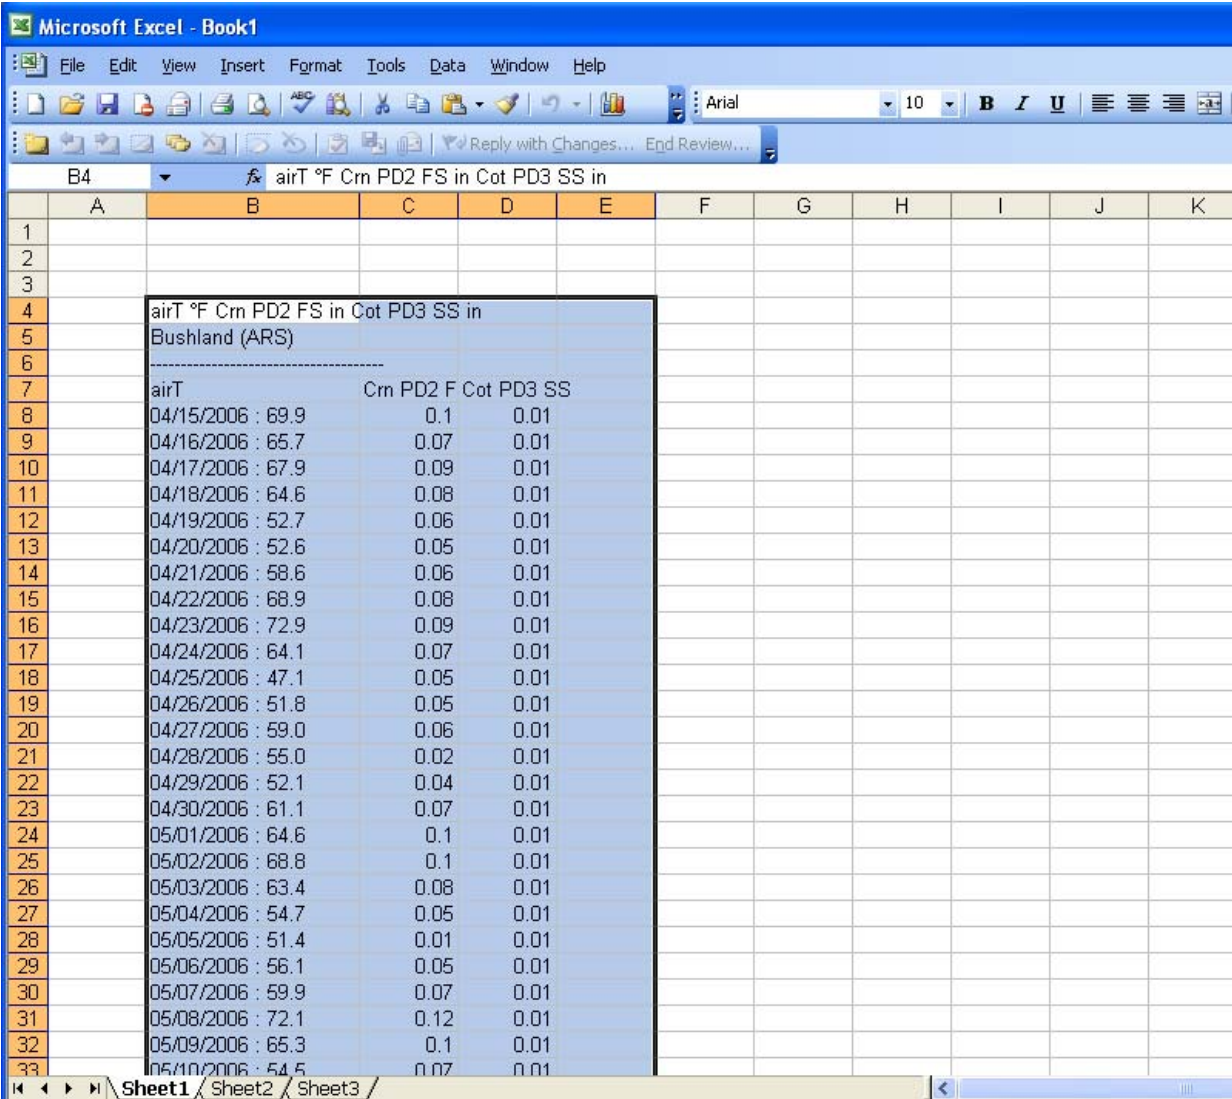 Microsoft Excel - Book1
File Edit View Insert Format Tools Data Window Help
ABC Arial 10 B I U
Reply with Changes... End Review...
B4 fx airT °F Crn PD2 FS in Cot PD3 SS in
A B C D E F G H I J K
1
2
3
4 airT °F Crn PD2 FS in Cot PD3 SS in
5 Bushland (ARS)
6 --------------------------------------
7 airT Crn PD2 F Cot PD3 SS
8 04/15/2006 : 69.9 0.1 0.01
9 04/16/2006 : 65.7 0.07 0.01
10 04/17/2006 : 67.9 0.09 0.01
11 04/18/2006 : 64.6 0.08 0.01
12 04/19/2006 : 52.7 0.06 0.01
13 04/20/2006 : 52.6 0.05 0.01
14 04/21/2006 : 58.6 0.06 0.01
15 04/22/2006 : 68.9 0.08 0.01
16 04/23/2006 : 72.9 0.09 0.01
17 04/24/2006 : 64.1 0.07 0.01
18 04/25/2006 : 47.1 0.05 0.01
19 04/26/2006 : 51.8 0.05 0.01
20 04/27/2006 : 59.0 0.06 0.01
21 04/28/2006 : 55.0 0.02 0.01
22 04/29/2006 : 52.1 0.04 0.01
23 04/30/2006 : 61.1 0.07 0.01
24 05/01/2006 : 64.6 0.1 0.01
25 05/02/2006 : 68.8 0.1 0.01
26 05/03/2006 : 63.4 0.08 0.01
27 05/04/2006 : 54.7 0.05 0.01
28 05/05/2006 : 51.4 0.01 0.01
29 05/06/2006 : 56.1 0.05 0.01
30 05/07/2006 : 59.9 0.07 0.01
31 05/08/2006 : 72.1 0.12 0.01
32 05/09/2006 : 65.3 0.1 0.01
33 05/10/2006 : 54.5 0.07 0.01
Sheet1 Sheet2 Sheet3